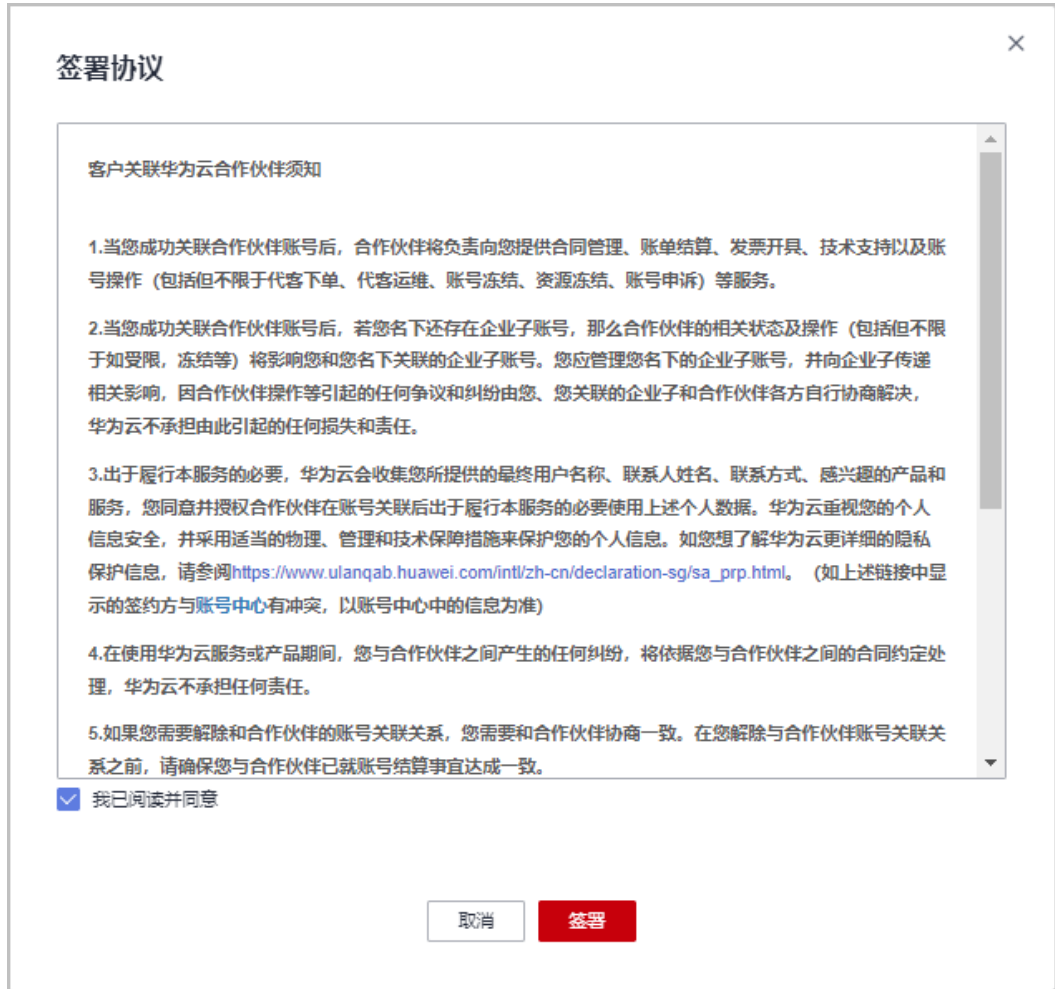 签署协议
客户关联华为云合作伙伴须知
1.当您成功关联合作伙伴账号后，合作伙伴将负责向您提供合同管理、账单结算、发票开具、技术支持以及账
号操作（包括但不限于代客下单、代客运维、账号冻结、资源冻结、账号申诉）等服务。
2.当您成功关联合作伙伴账号后，若您名下还存在企业子账号，那么合作伙伴的相关状态及操作（包括但不限
于如受限，冻结等）将影响您和您名下关联的企业子账号。您应管理您名下的企业子账号，并向企业子传递
相关影响，因合作伙伴操作等引起的任何争议和纠纷由您、您关联的企业子和合作伙伴各方自行协商解决，
华为云不承担由此引起的任何损失和责任。
3.出于履行本服务的必要，华为云会收集您所提供的最终用户名称、联系人姓名、联系方式、感兴趣的产品和
服务，您同意并授权合作伙伴在账号关联后出于履行本服务的必要使用上述个人数据。华为云重视您的个人
信息安全，并采用适当的物理、管理和技术保障措施来保护您的个人信息。如您想了解华为云更详细的隐私
保护信息，请参阅https://www.ulanqab.huawei.com/intl/zh-cn/declaration-sg/sa_prp.html。（如上述链接中显
示的签约方与账号中心有冲突，以账号中心中的信息为准)
4.在使用华为云服务或产品期间，您与合作伙伴之间产生的任何纠纷，将依据您与合作伙伴之间的合同约定处
理，华为云不承担任何责任。
5.如果您需要解除和合作伙伴的账号关联关系，您需要和合作伙伴协商一致。在您解除与合作伙伴账号关联关
系之前，请确保您与合作伙伴已就账号结算事宜达成一致。
我已阅读并同意
取消 签署